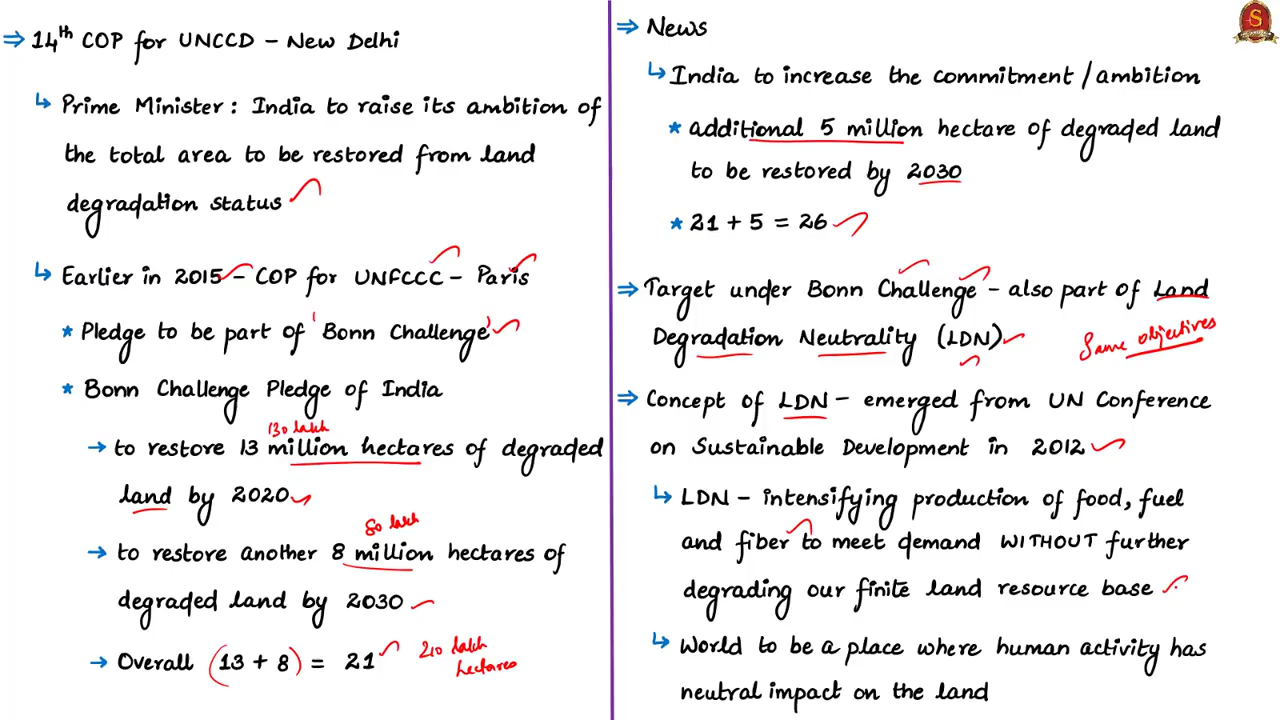 ⇒ 14th COP for UNCCD – New Delhi
↳ Prime Minister : India to raise its ambition of
the total area to be restored from land
degradation status
↳ Earlier in 2015 – COP for UNFCCC – Paris
* Pledge to be part of 'Bonn Challenge'
* Bonn Challenge Pledge of India
130 lakh
→ to restore 13 million hectares of degraded
land by 2020
80 lakh
→ to restore another 8 million hectares of
degraded land by 2030
→ Overall (13 + 8) = 21
210 lakh
hectares
⇒ News
↳ India to increase the commitment / ambition
* additional 5 million hectare of degraded land
to be restored by 2030
* 21 + 5 = 26
⇒ Target under Bonn Challenge – also part of Land
Degradation Neutrality (LDN)
Same objectives
⇒ Concept of LDN – emerged from UN Conference
on Sustainable Development in 2012
↳ LDN – intensifying production of food, fuel
and fiber to meet demand WITHOUT further
degrading our finite land resource base
↳ World to be a place where human activity has
neutral impact on the land
S